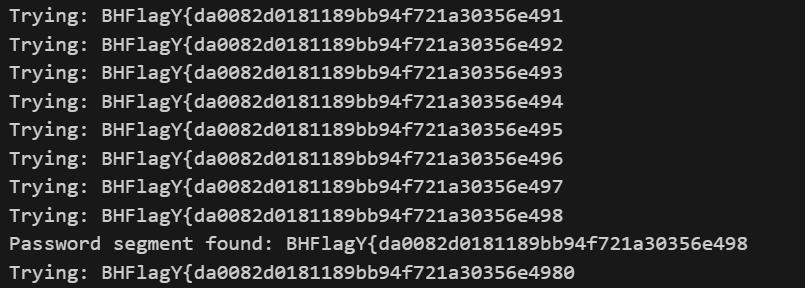 Trying: BHFlagY{da0082d0181189bb94f721a30356e491
Trying: BHFlagY{da0082d0181189bb94f721a30356e492
Trying: BHFlagY{da0082d0181189bb94f721a30356e493
Trying: BHFlagY{da0082d0181189bb94f721a30356e494
Trying: BHFlagY{da0082d0181189bb94f721a30356e495
Trying: BHFlagY{da0082d0181189bb94f721a30356e496
Trying: BHFlagY{da0082d0181189bb94f721a30356e497
Trying: BHFlagY{da0082d0181189bb94f721a30356e498
Password segment found: BHFlagY{da0082d0181189bb94f721a30356e498
Trying: BHFlagY{da0082d0181189bb94f721a30356e4980